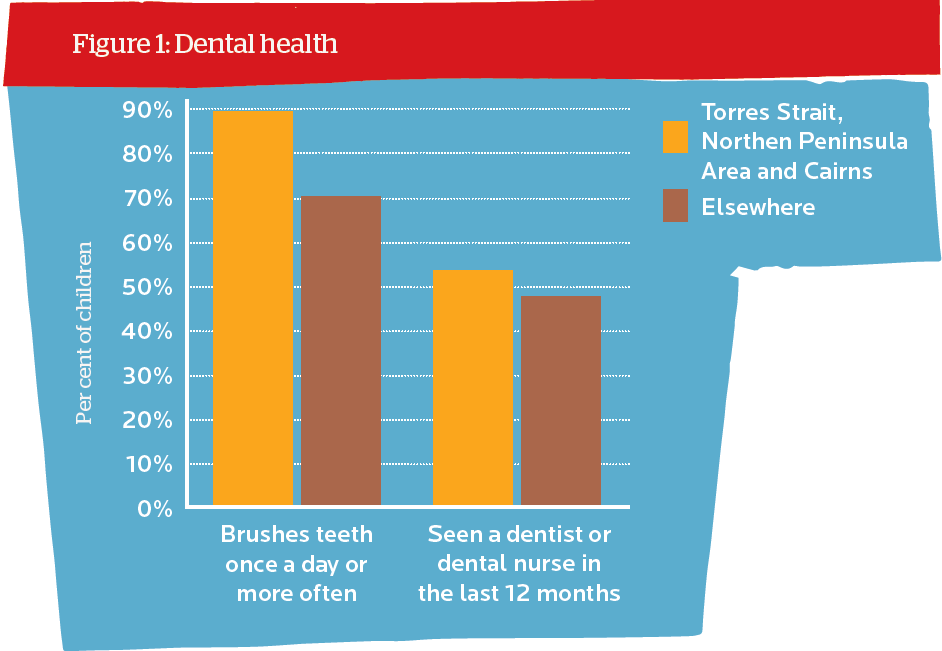 Figure 1: Dental health
Per cent of children
90%
80%
70%
60%
50%
40%
30%
20%
10%
0%
Brushes teeth
once a day or
more often
Seen a dentist or
dental nurse in
the last 12 months
Torres Strait,
Northen Peninsula
Area and Cairns
Elsewhere